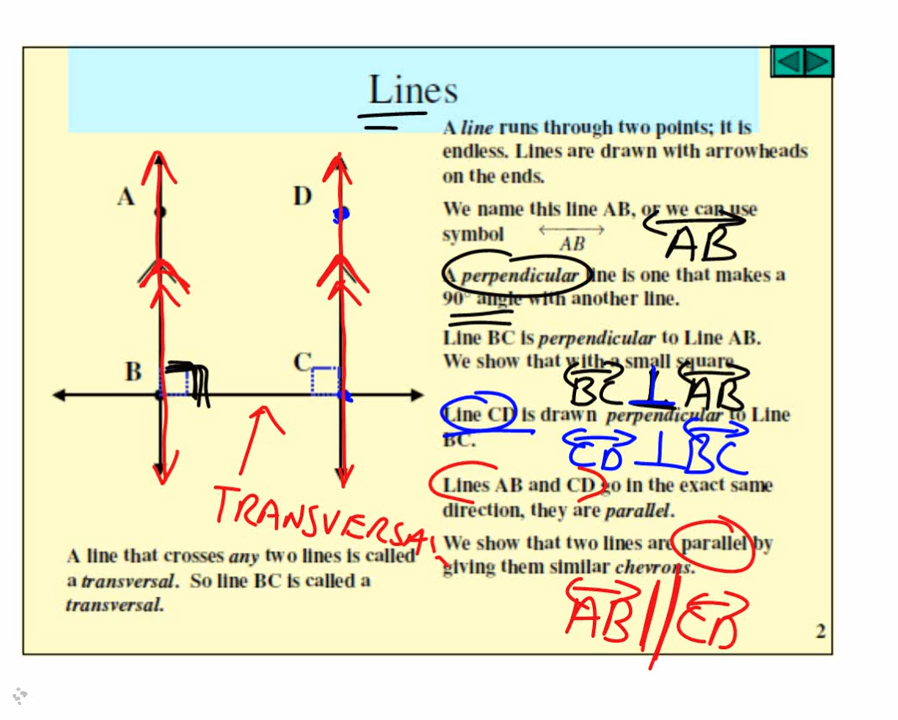 Lines
A line runs through two points; it is
endless. Lines are drawn with arrowheads
on the ends.
We name this line AB, or we can use
symbol AB AB
A perpendicular line is one that makes a
90° angle with another line.
Line BC is perpendicular to Line AB.
We show that with a small square.
BC ⊥ AB
Line CD is drawn perpendicular to Line
BC.
CD ⊥ BC
Lines AB and CD go in the exact same
direction, they are parallel.
We show that two lines are parallel by
giving them similar chevrons.
AB // CD
A
D
B
C
TRANSVERSAL
A line that crosses any two lines is called
a transversal. So line BC is called a
transversal.
2